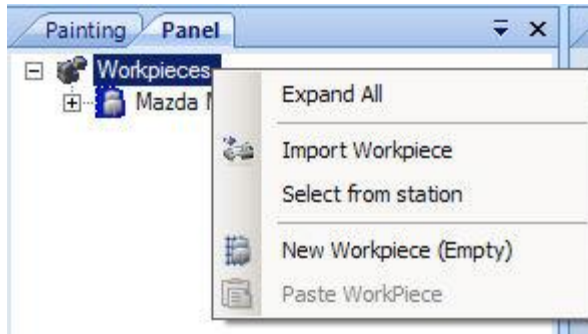 Painting Panel
Workpieces
Mazda
Expand All
Import Workpiece
Select from station
New Workpiece (Empty)
Paste WorkPiece